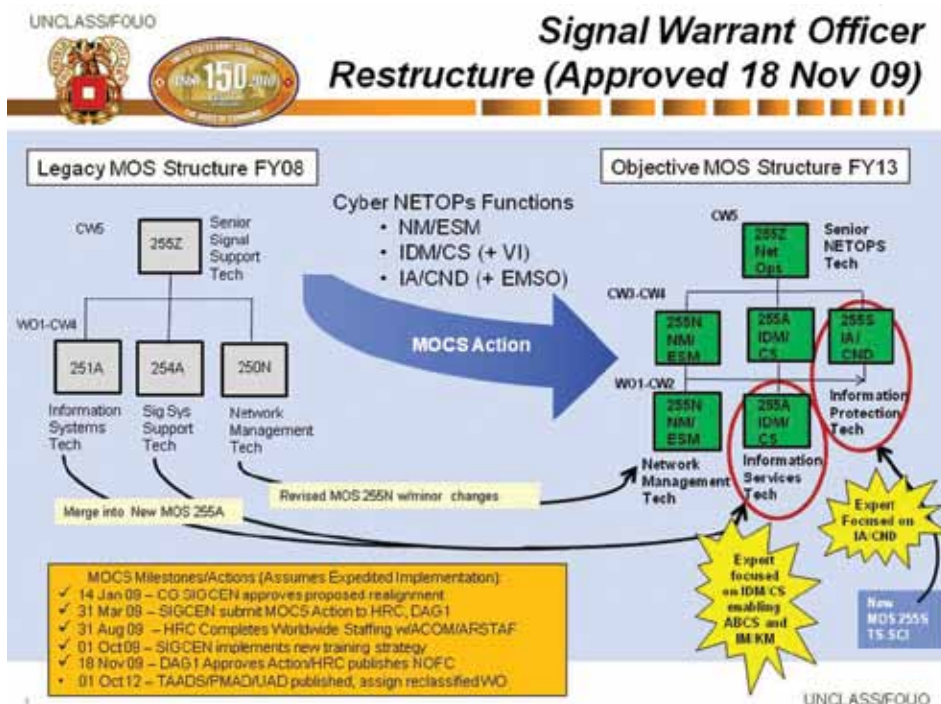 UNCLASS/FOUO
Signal Warrant Officer
Restructure (Approved 18 Nov 09)
150
Legacy MOS Structure FY08
CW5
255Z
Senior
Signal
Support
Tech
WO1-CW4
251A
254A
250N
Information
Systems
Tech
Sig Sys
Support
Tech
Network
Management
Tech
Merge into New MOS 255A
Revised MOS 255N w/minor changes
Cyber NETOPs Functions
• NM/ESM
• IDM/CS (+ VI)
• IA/CND (+ EMSO)
MOCS Action
Objective MOS Structure FY13
CW5
255Z
Net
Ops
Senior
NETOPS
Tech
CW3-CW4
255N
NM/
ESM
255A
IDM/
CS
255S
IA/
CND
WO1-CW2
255N
NM/
ESM
255A
IDM/
CS
Information
Protection
Tech
Network
Management
Tech
Information
Services
Tech
Expert
Focused on
IA/CND
Expert
focused
on IDM/CS
enabling
ABCS and
IM/KM
New
MOS 255S
TS-SCI
MOCS Milestones/Actions (Assumes Expedited Implementation):
✓ 14 Jan 09 – CG SIGCEN approves proposed realignment
✓ 31 Mar 09 – SIGCEN submit MOCS Action to HRC, DAG1
✓ 31 Aug 09 – HRC Completes Worldwide Staffing w/ACOM/ARSTAF
✓ 01 Oct 09 – SIGCEN implements new training strategy
✓ 18 Nov 09 – DAG1 Approves Action/HRC publishes NOFC
• 01 Oct 12 – TAADS/PMAD/UAD published, assign reclassified WO
UNCLASS/FOUO